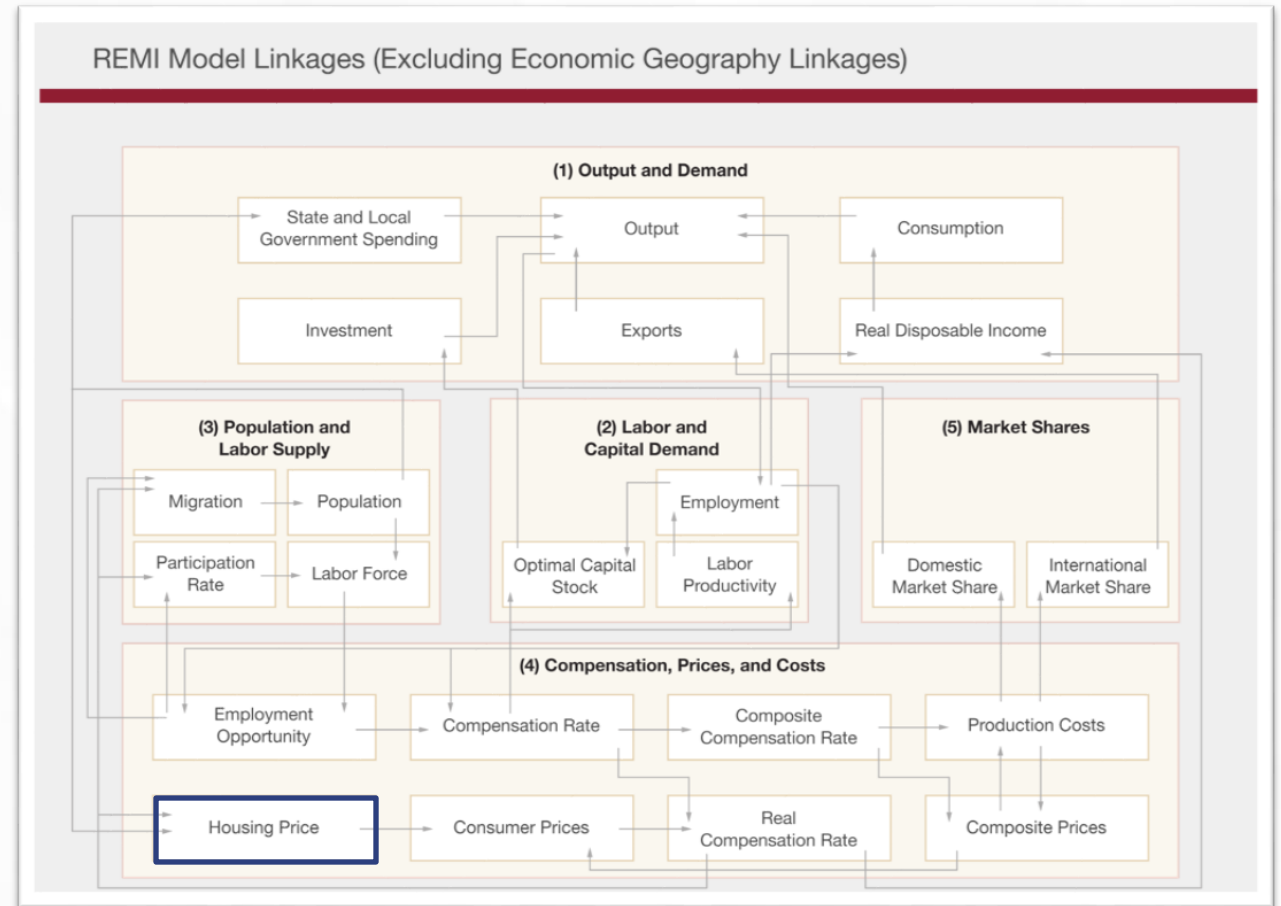 REMI Model Linkages (Excluding Economic Geography Linkages)
(1) Output and Demand
State and Local
Government Spending
Output
Consumption
Investment
Exports
Real Disposable Income
(3) Population and
Labor Supply
Migration
Population
Participation
Rate
Labor Force
(2) Labor and
Capital Demand
Employment
Optimal Capital
Stock
Labor
Productivity
(5) Market Shares
Domestic
Market Share
International
Market Share
(4) Compensation, Prices, and Costs
Employment
Opportunity
Compensation Rate
Composite
Compensation Rate
Production Costs
Housing Price
Consumer Prices
Real
Compensation Rate
Composite Prices